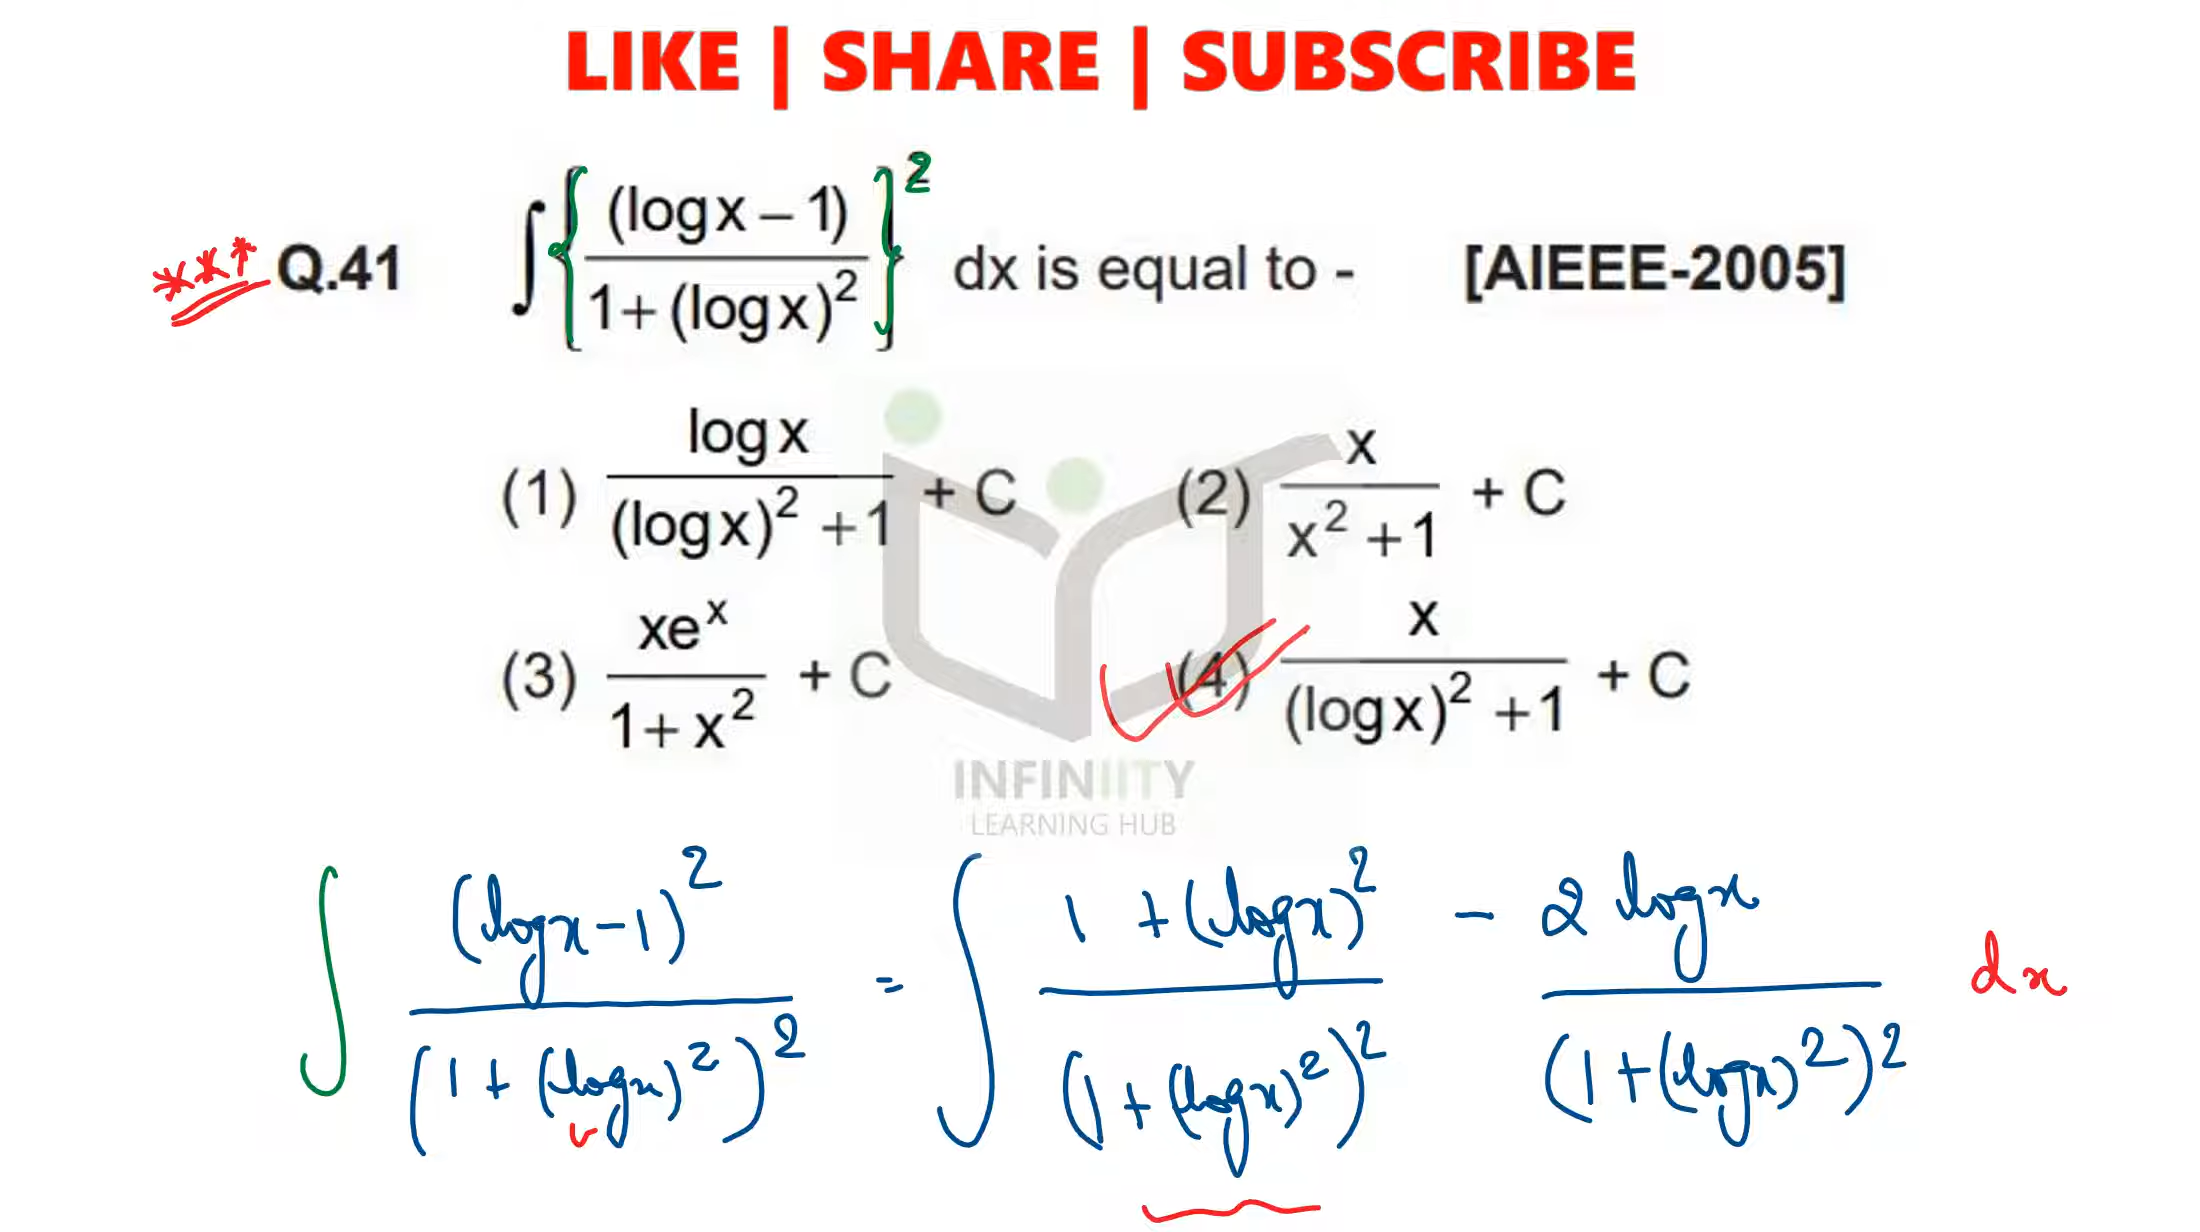 LIKE | SHARE | SUBSCRIBE
*** Q.41 ∫{(log x – 1) / 1 + (log x)²}² dx is equal to - [AIEEE-2005]
(1) log x / (log x)² + 1 + C (2) x / x² + 1 + C
(3) xeˣ / 1 + x² + C (4) x / (log x)² + 1 + C
INFINIITY
LEARNING HUB
∫ (log x - 1)² / (1 + (log x)²)² = ∫ 1 + (log x)² / (1 + (log x)²)² - 2 log x / (1 + (log x)²)² dx